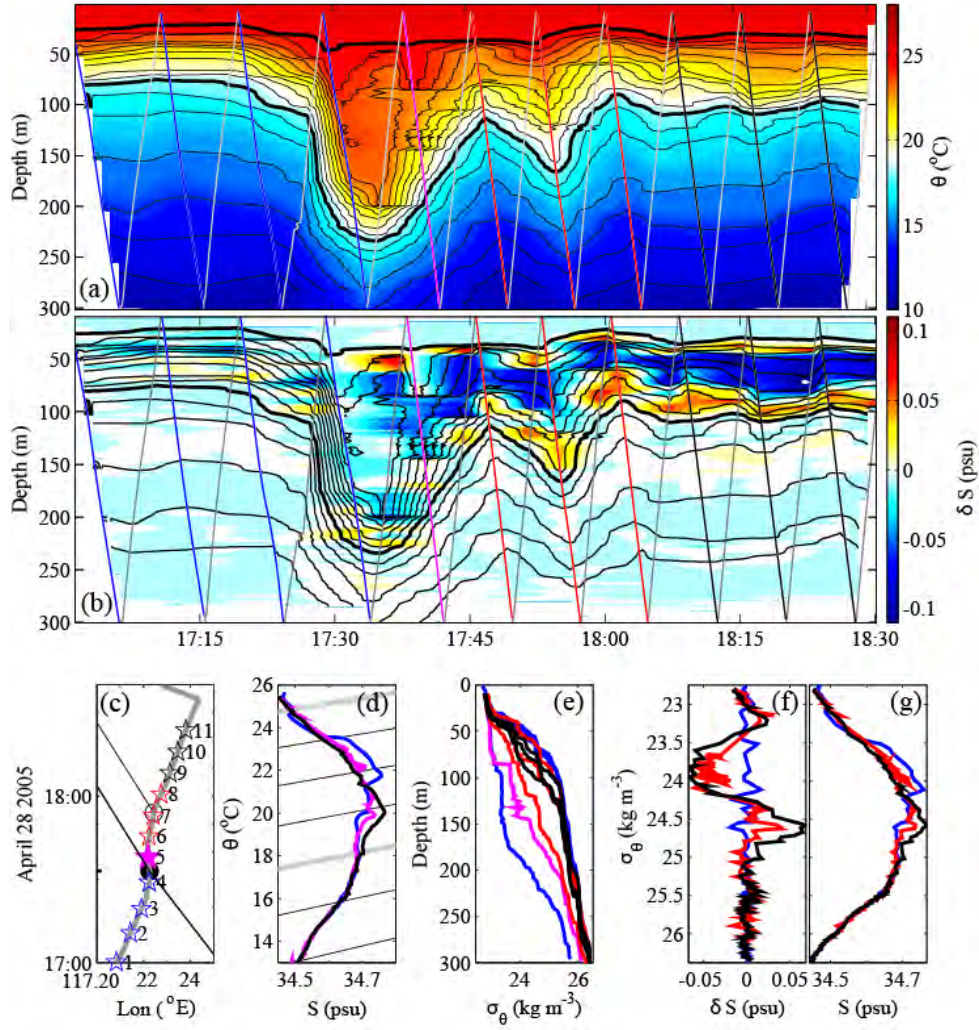 50
100
150
200
250
300
Depth (m)
(a)
25
20
15
10
θ (°C)
50
100
150
200
250
300
Depth (m)
(b)
0.1
0.05
0
-0.05
-0.1
δ S (psu)
17:15 17:30 17:45 18:00 18:15 18:30
April 28 2005
18:00
17:00
117.20 22 24
Lon (°E)
(c)
11
10
9
8
7
6
5
4
3
2
1
26
24
22
20
18
16
14
θ (°C)
(d)
34.5 34.7
S (psu)
0
50
100
150
200
250
300
Depth (m)
(e)
24 26
σθ (kg m-3)
23
23.5
24
24.5
25
25.5
26
σθ (kg m-3)
(f)
-0.05 0 0.05
δ S (psu)
(g)
34.5 34.7
S (psu)